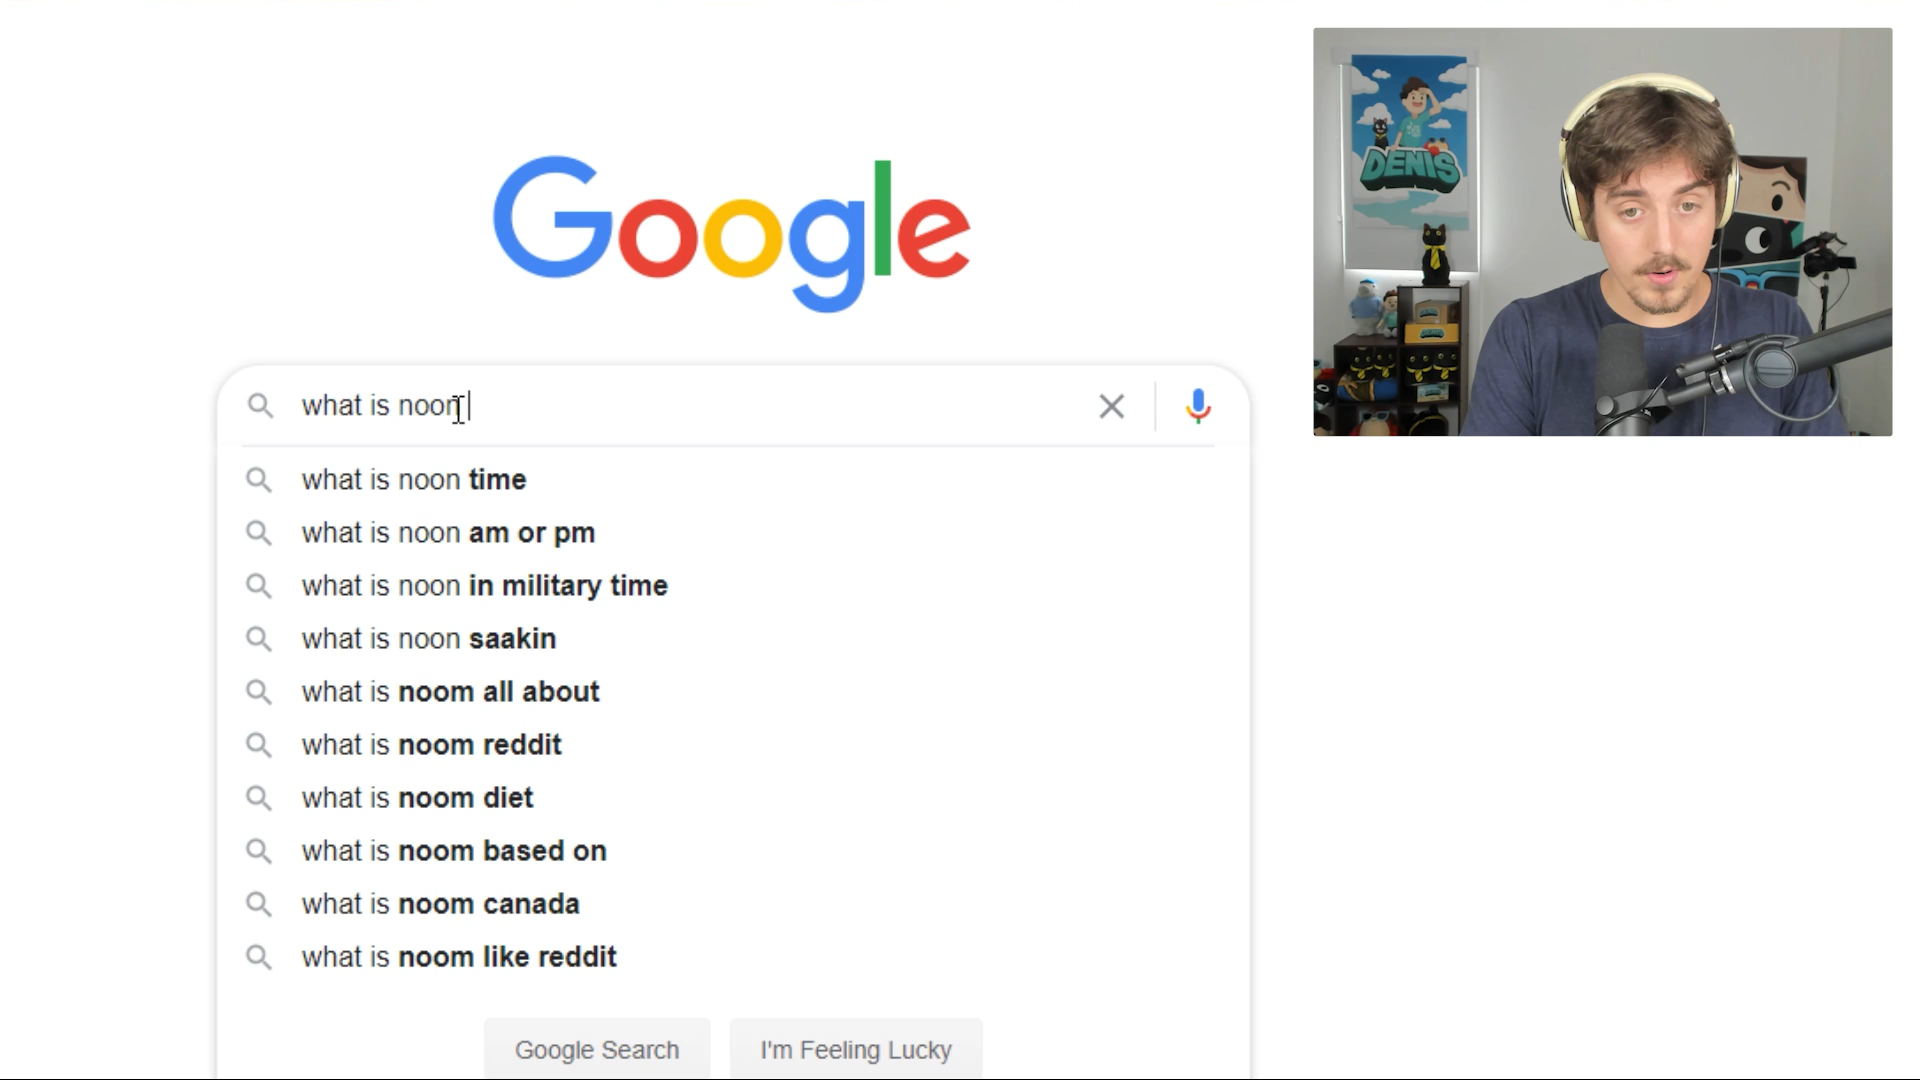 DENIS
Google
what is noon
what is noon time
what is noon am or pm
what is noon in military time
what is noon saakin
what is noom all about
what is noom reddit
what is noom diet
what is noom based on
what is noom canada
what is noom like reddit
Google Search
I'm Feeling Lucky